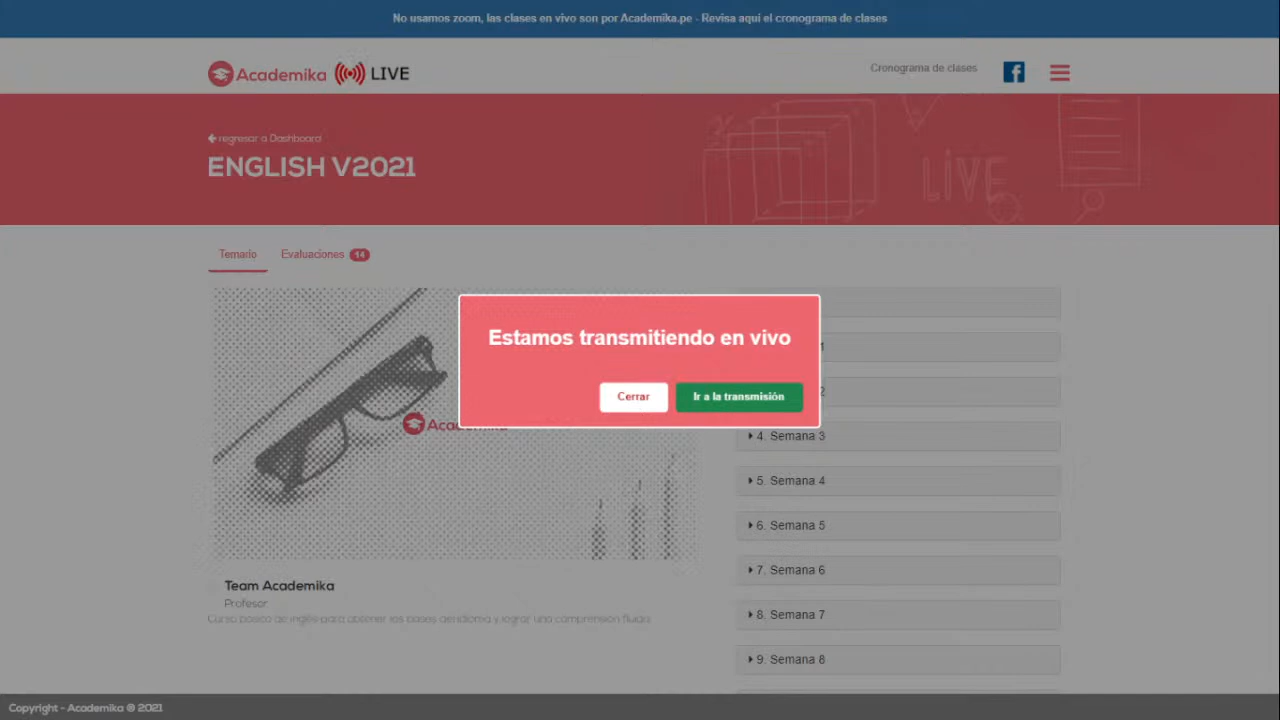 No usamos zoom, las clases en vivo son por Academika.pe - Revisa aquí el cronograma de clases
Academika LIVE
Cronograma de clases
regresar a Dashboard
ENGLISH V2021
LIVE
Temario
Evaluaciones 14
Estamos transmitiendo en vivo
Cerrar
Ir a la transmisión
1
2
4. Semana 3
5. Semana 4
6. Semana 5
7. Semana 6
8. Semana 7
9. Semana 8
Team Academika
Profesor
Curso básico de inglés para obtener las bases del idioma y lograr una comprensión fluida
Copyright - Academika © 2021